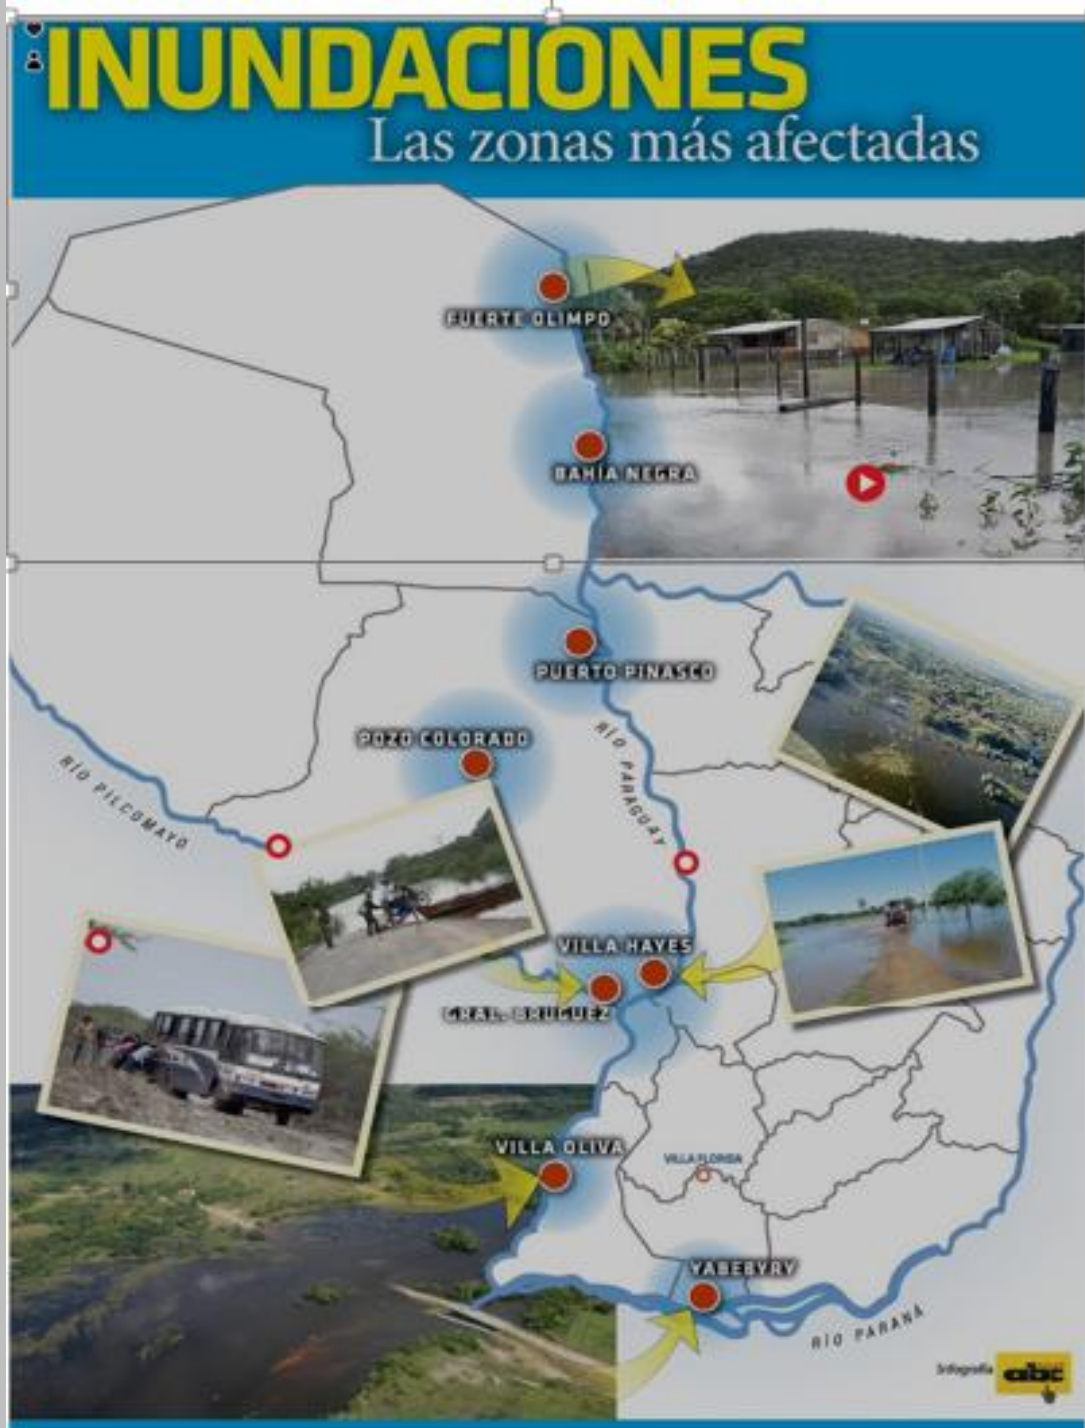 INUNDACIONES
Las zonas más afectadas
FUERTE OLIMPO
BAHÍA NEGRA
PUERTO PINASCO
POZO COLORADO
RÍO PARAGUAY
RÍO PILCOMAYO
VILLA HAYES
GRAL. BRUGUEZ
VILLA OLIVA
VILLA FLORIDA
YABEBYRY
RÍO PARANÁ
Infografía
abc